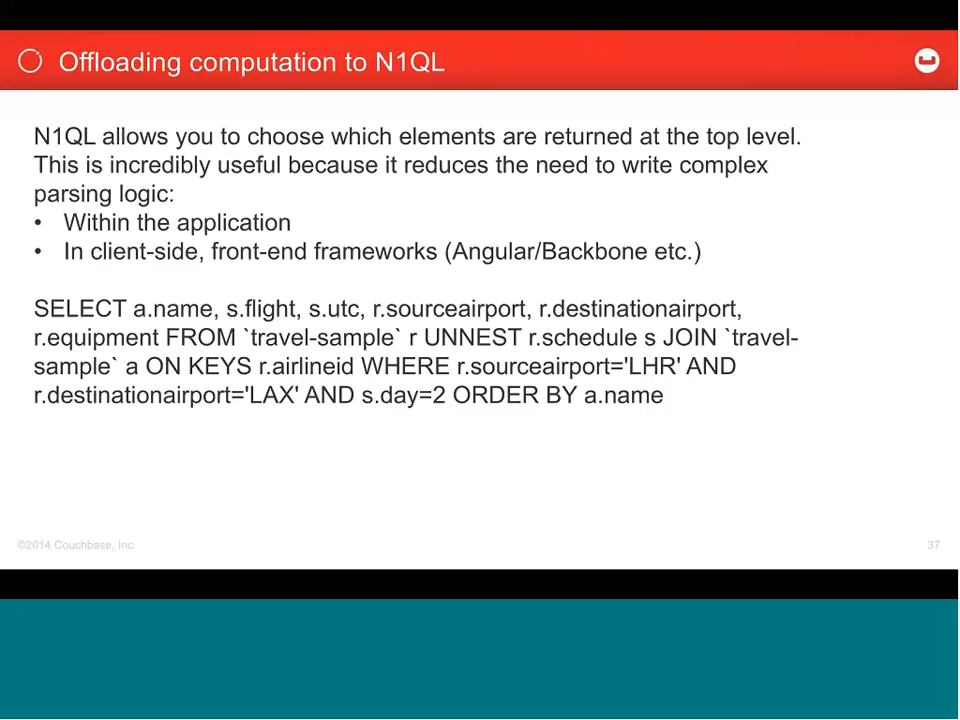 Offloading computation to N1QL
N1QL allows you to choose which elements are returned at the top level.
This is incredibly useful because it reduces the need to write complex
parsing logic:
• Within the application
• In client-side, front-end frameworks (Angular/Backbone etc.)
SELECT a.name, s.flight, s.utc, r.sourceairport, r.destinationairport,
r.equipment FROM `travel-sample` r UNNEST r.schedule s JOIN `travel-
sample` a ON KEYS r.airlineid WHERE r.sourceairport='LHR' AND
r.destinationairport='LAX' AND s.day=2 ORDER BY a.name
©2014 Couchbase, Inc.
37